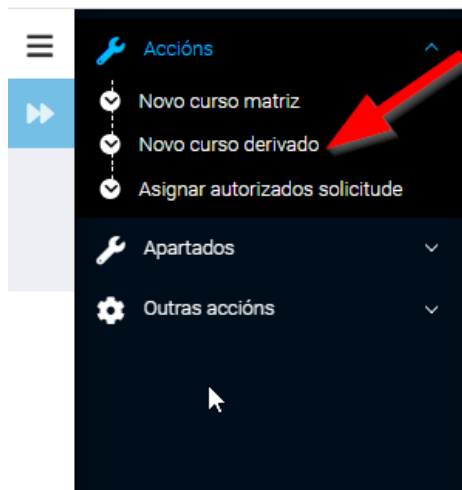 Accións
Novo curso matriz
Novo curso derivado
Asignar autorizados solicitude
Apartados
Outras accións